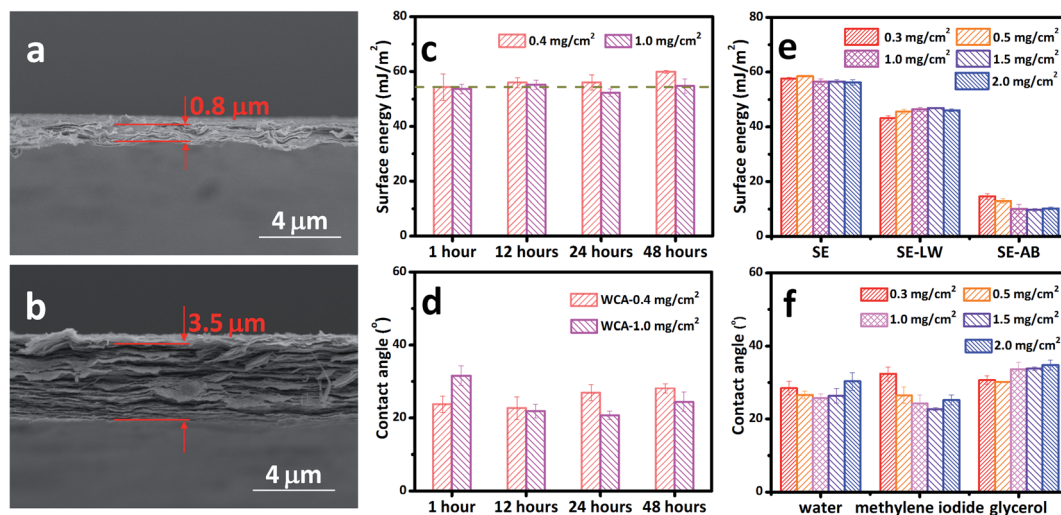 a
0.8 μm
4 μm
b
3.5 μm
4 μm
c
Surface energy (mJ/m²)
80
60
40
20
0
0.4 mg/cm² 1.0 mg/cm²
1 hour 12 hours 24 hours 48 hours
d
Contact angle (°)
60
40
20
0
WCA-0.4 mg/cm²
WCA-1.0 mg/cm²
1 hour 12 hours 24 hours 48 hours
e
Surface energy (mJ/m²)
80
60
40
20
0
0.3 mg/cm² 0.5 mg/cm²
1.0 mg/cm² 1.5 mg/cm²
2.0 mg/cm²
SE SE-LW SE-AB
f
Contact angle (°)
60
40
20
0
0.3 mg/cm² 0.5 mg/cm²
1.0 mg/cm² 1.5 mg/cm²
2.0 mg/cm²
water methylene iodide glycerol